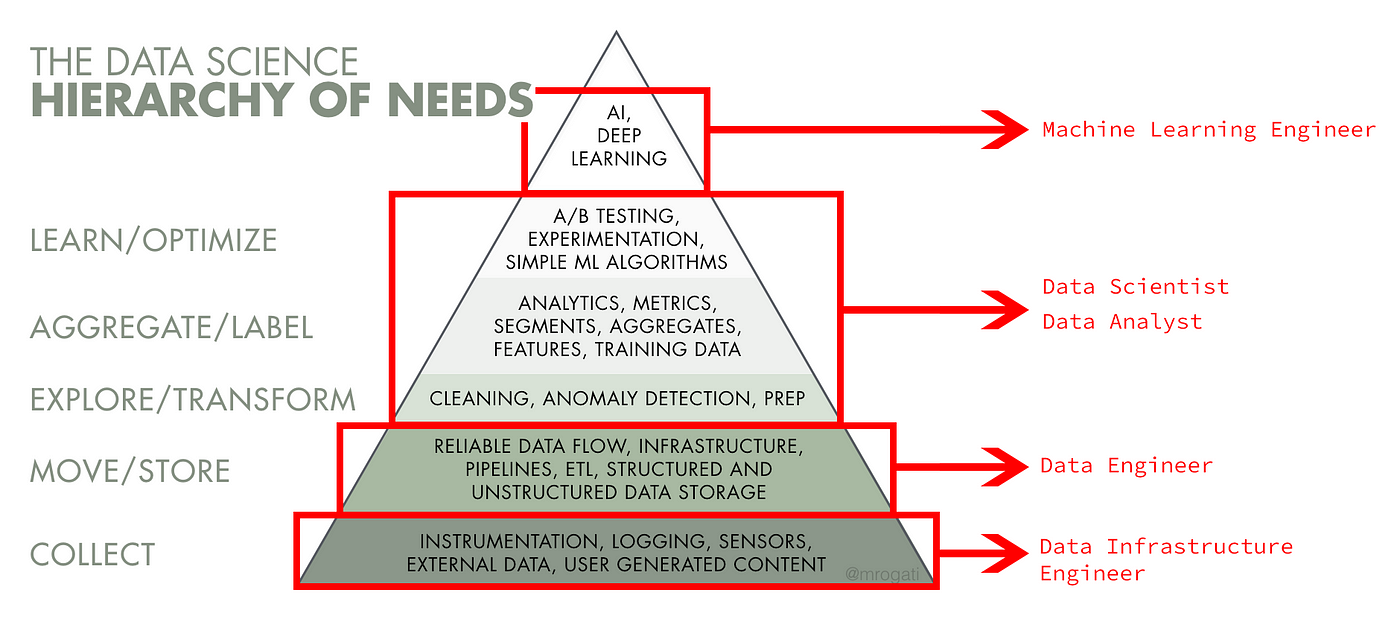 THE DATA SCIENCE
HIERARCHY OF NEEDS
AI,
DEEP
LEARNING
Machine Learning Engineer
LEARN/OPTIMIZE
A/B TESTING,
EXPERIMENTATION,
SIMPLE ML ALGORITHMS
AGGREGATE/LABEL
ANALYTICS, METRICS,
SEGMENTS, AGGREGATES,
FEATURES, TRAINING DATA
Data Scientist
Data Analyst
EXPLORE/TRANSFORM
CLEANING, ANOMALY DETECTION, PREP
MOVE/STORE
RELIABLE DATA FLOW, INFRASTRUCTURE,
PIPELINES, ETL, STRUCTURED AND
UNSTRUCTURED DATA STORAGE
Data Engineer
COLLECT
INSTRUMENTATION, LOGGING, SENSORS,
EXTERNAL DATA, USER GENERATED CONTENT
@mrogati
Data Infrastructure
Engineer